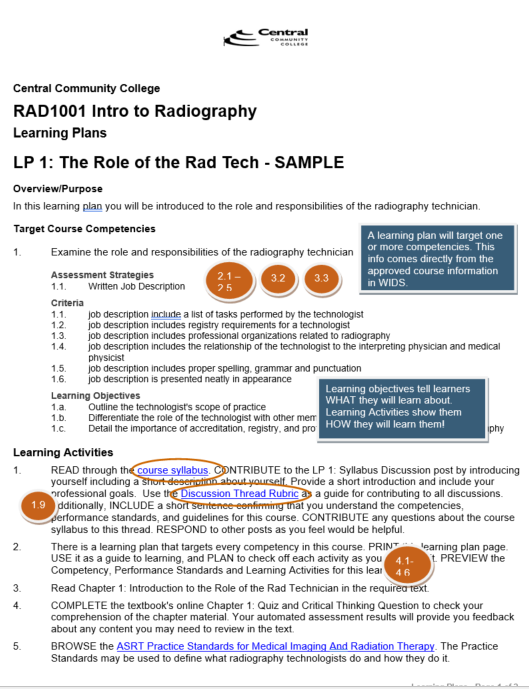 Central
COMMUNITY
COLLEGE
Central Community College
RAD1001 Intro to Radiography
Learning Plans
LP 1: The Role of the Rad Tech - SAMPLE
Overview/Purpose
In this learning plan you will be introduced to the role and responsibilities of the radiography technician.
Target Course Competencies
A learning plan will target one
or more competencies. This
info comes directly from the
approved course information
in WIDS.
1. Examine the role and responsibilities of the radiography technician
Assessment Strategies
1.1. Written Job Description
2.1 –
2.5
3.2
3.3
Criteria
1.1. job description include a list of tasks performed by the technologist
1.2. job description includes registry requirements for a technologist
1.3. job description includes professional organizations related to radiography
1.4. job description includes the relationship of the technologist to the interpreting physician and medical
physicist
1.5. job description includes proper spelling, grammar and punctuation
1.6. job description is presented neatly in appearance
Learning objectives tell learners
WHAT they will learn about.
Learning Activities show them
HOW they will learn them!
Learning Objectives
1.a. Outline the technologist's scope of practice
1.b. Differentiate the role of the technologist with other
1.c. Detail the importance of accreditation, registry, and
Learning Activities
1. READ through the course syllabus. CONTRIBUTE to the LP 1: Syllabus Discussion post by introducing
yourself including a short description about yourself. Provide a short introduction and include your
professional goals. Use the Discussion Thread Rubric as a guide for contributing to all discussions.
1.9
Additionally, INCLUDE a short sentence confirming that you understand the competencies,
performance standards, and guidelines for this course. CONTRIBUTE any questions about the course
syllabus to this thread. RESPOND to other posts as you feel would be helpful.
2. There is a learning plan that targets every competency in this course. PRINT learning plan page.
USE it as a guide to learning, and PLAN to check off each activity as you PREVIEW the
4.1-
4.6
Competency, Performance Standards and Learning Activities for this
3. Read Chapter 1: Introduction to the Role of the Rad Technician in the required text.
4. COMPLETE the textbook's online Chapter 1: Quiz and Critical Thinking Question to check your
comprehension of the chapter material. Your automated assessment results will provide you feedback
about any content you may need to review in the text.
5. BROWSE the ASRT Practice Standards for Medical Imaging And Radiation Therapy. The Practice
Standards may be used to define what radiography technologists do and how they do it.